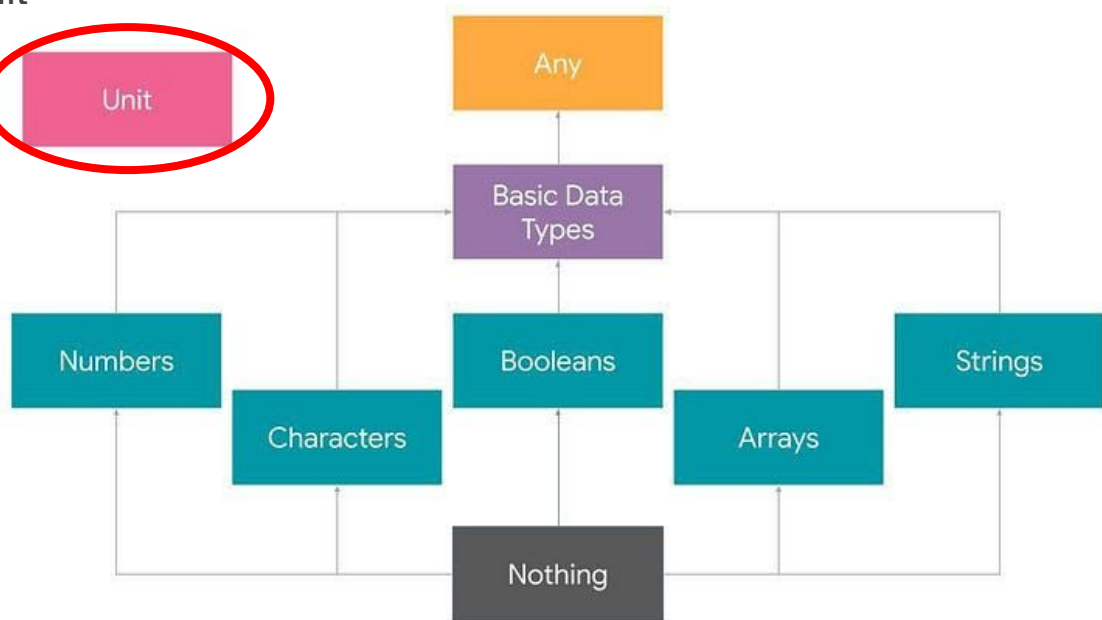 Unit
Any
Basic Data
Types
Numbers
Booleans
Strings
Characters
Arrays
Nothing